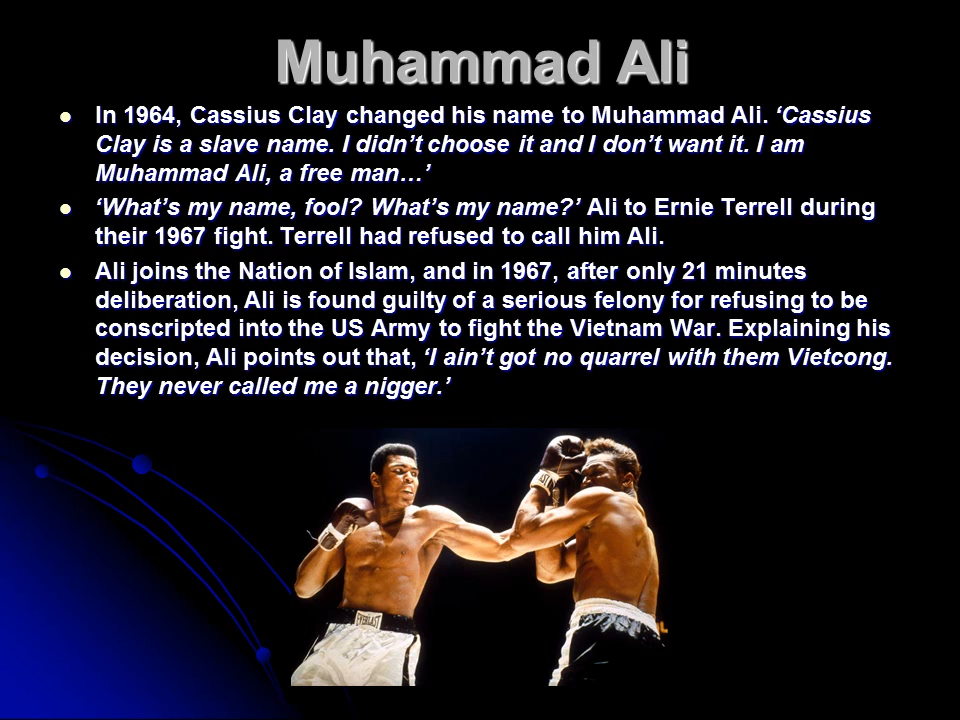 Muhammad Ali
In 1964, Cassius Clay changed his name to Muhammad Ali. ‘Cassius
Clay is a slave name. I didn’t choose it and I don’t want it. I am
Muhammad Ali, a free man…’
‘What’s my name, fool? What’s my name?’ Ali to Ernie Terrell during
their 1967 fight. Terrell had refused to call him Ali.
Ali joins the Nation of Islam, and in 1967, after only 21 minutes
deliberation, Ali is found guilty of a serious felony for refusing to be
conscripted into the US Army to fight the Vietnam War. Explaining his
decision, Ali points out that, ‘I ain’t got no quarrel with them Vietcong.
They never called me a nigger.’
EVERLAST